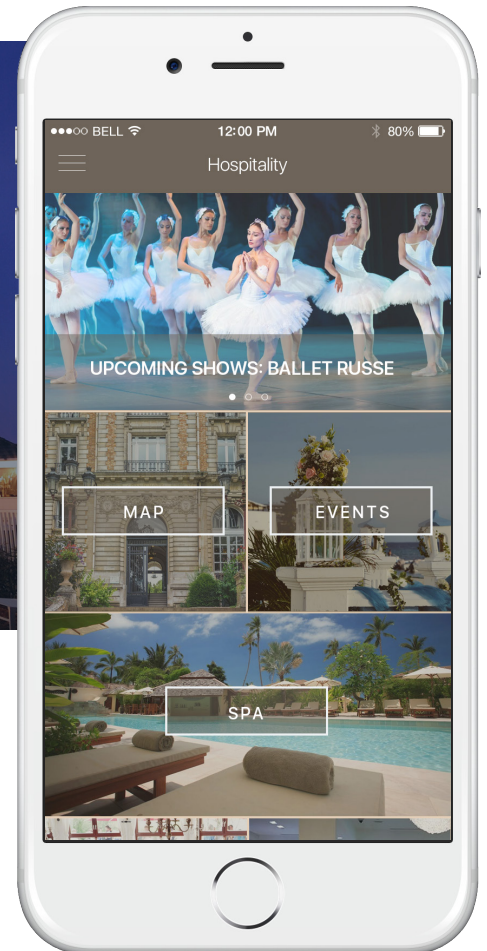 BELL 12:00 PM 80%
Hospitality
UPCOMING SHOWS: BALLET RUSSE
MAP EVENTS
SPA